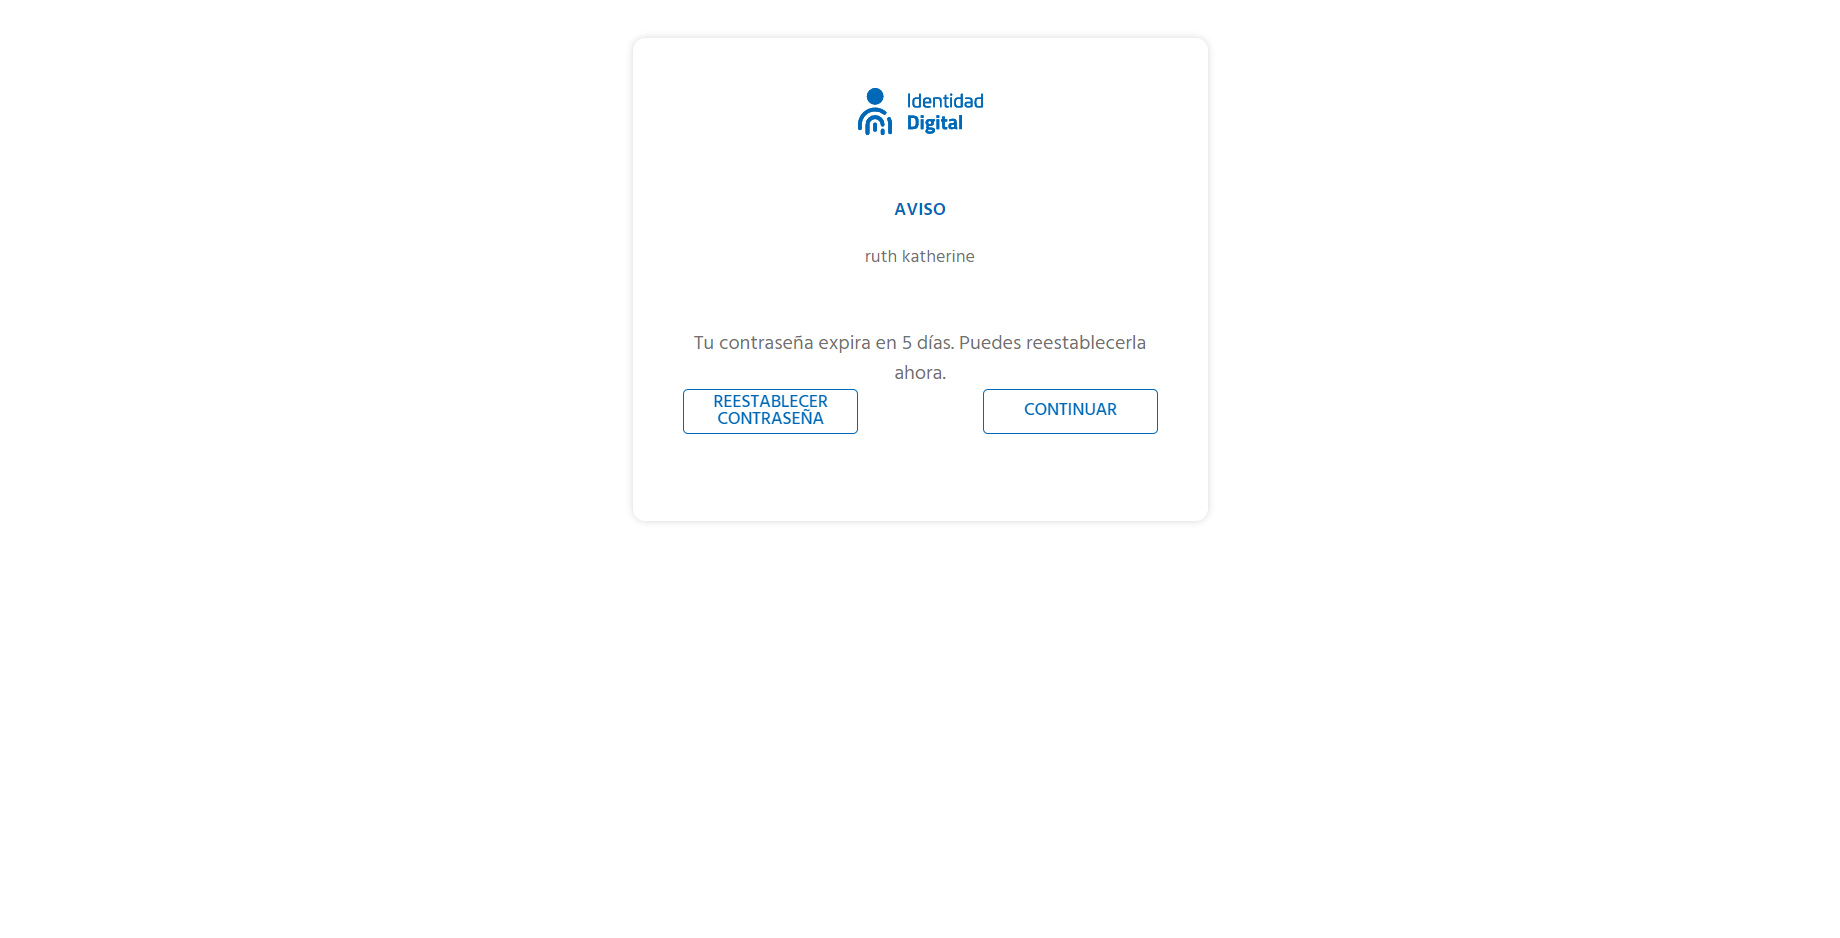 Identidad
Digital
AVISO
ruth katherine
Tu contraseña expira en 5 días. Puedes reestablecerla
ahora.
REESTABLECER
CONTRASEÑA
CONTINUAR